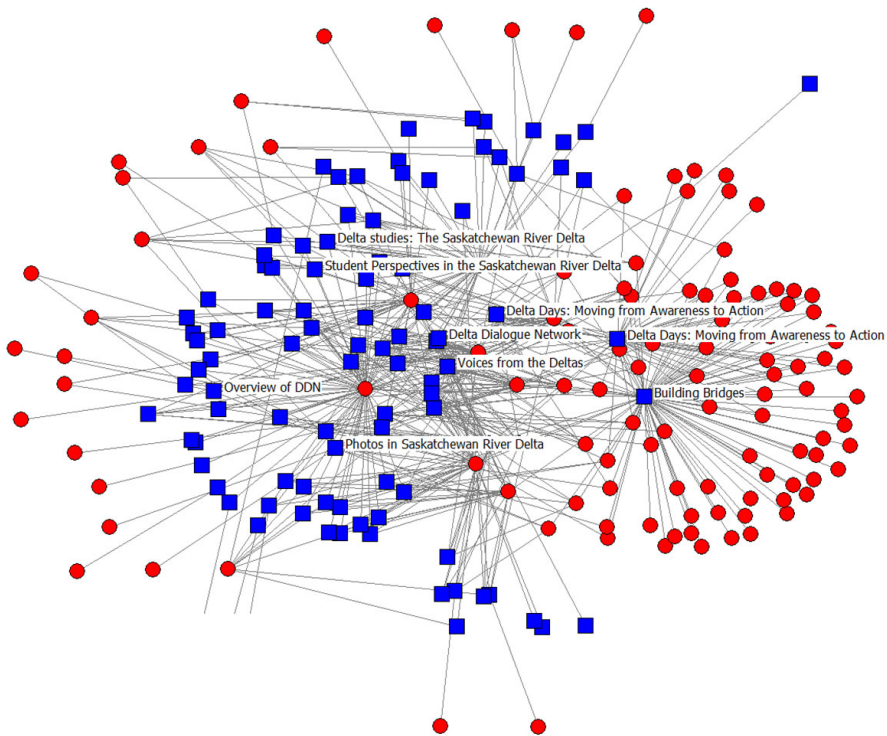 Delta studies: The Saskatchewan River Delta
Student Perspectives in the Saskatchewan River Delta
Delta Days: Moving from Awareness to Action
Delta Dialogue Network
Delta Days: Moving from Awareness to Action
Voices from the Deltas
Overview of DDN
Building Bridges
Photos in Saskatchewan River Delta